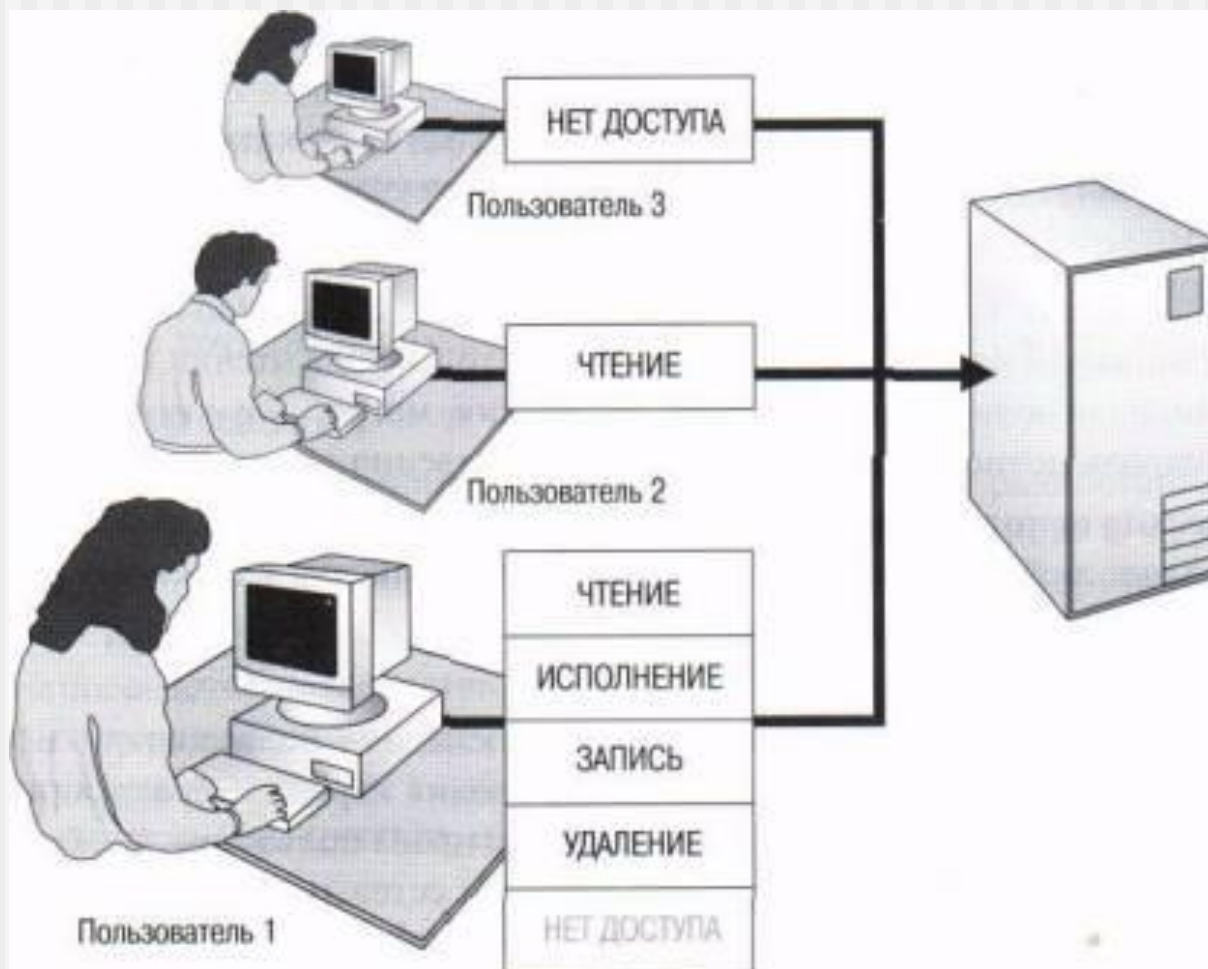 НЕТ ДОСТУПА
Пользователь 3
ЧТЕНИЕ
Пользователь 2
ЧТЕНИЕ
ИСПОЛНЕНИЕ
ЗАПИСЬ
УДАЛЕНИЕ
НЕТ ДОСТУПА
Пользователь 1